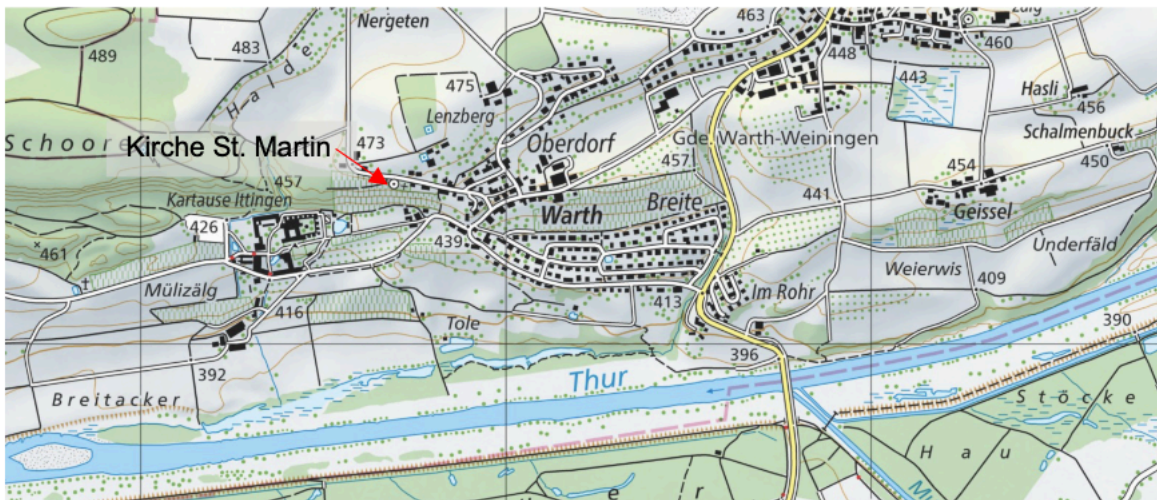 Nergeten
463
Zälg
489
483
448
460
Halde
475
443
Hasli
456
Lenzberg
Schoore
Kirche St. Martin
473
Oberdorf
Gde. Warth-Weiningen
Schalmenbuck
450
457
457
454
Kartause Ittingen
441
426
Warth
Breite
Geissel
439
461
Underfäld
Weierwis
409
Mülizälg
413
Im Rohr
416
Tole
390
392
396
Thur
Breitacker
Stöcke
Hau
er